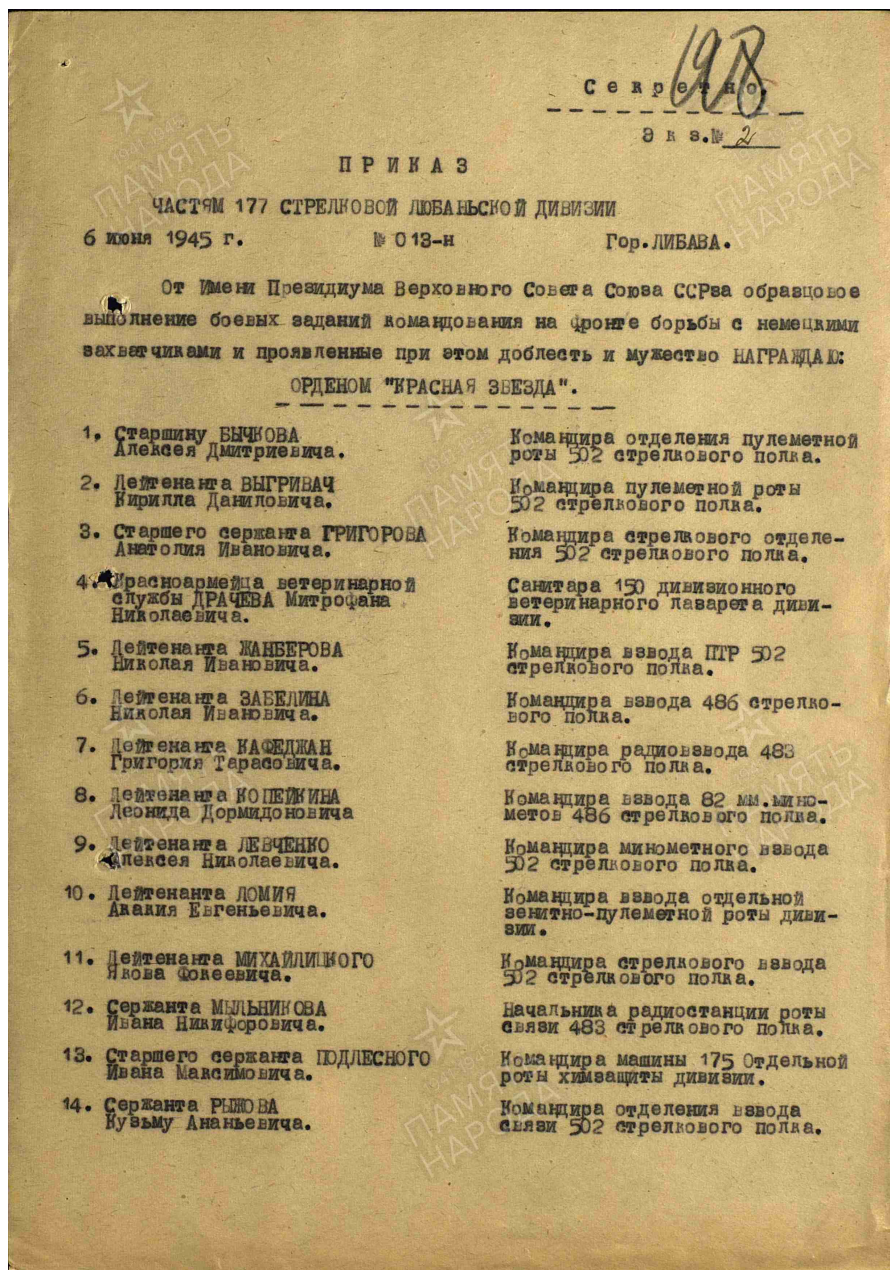 198
Секретно.
Экз.№ 2
ПРИКАЗ
ЧАСТЯМ 177 СТРЕЛКОВОЙ ЛЮБАНЬСКОЙ ДИВИЗИИ
6 июня 1945 г. № 013-н Гор.ЛИБАВА.
От Имени Президиума Верховного Совета Союза ССРза образцовое
выполнение боевых заданий командования на фронте борьбы с немецкими
захватчиками и проявленные при этом доблесть и мужество НАГРАЖДАЮ:
ОРДЕНОМ "КРАСНАЯ ЗВЕЗДА".
1. Старшину БЫЧКОВА Командира отделения пулеметной
Алексея Дмитриевича. роты 502 стрелкового полка.
2. Лейтенанта ВЫГРИВАЧ Командира пулеметной роты
Кирилла Даниловича. 502 стрелкового полка.
3. Старшего сержанта ГРИГОРОВА Командира стрелкового отделе-
Анатолия Ивановича. ния 502 стрелкового полка.
4. Красноармейца ветеринарной Санитара 150 дивизионного
службы ДРАЧЕВА Митрофана ветеринарного лазарета диви-
Николаевича. зии.
5. Лейтенанта ЖАНБЕРОВА Командира взвода ПТР 502
Николая Ивановича. стрелкового полка.
6. Лейтенанта ЗАБЕЛИНА Командира взвода 486 стрелко-
Николая Ивановича. вого полка.
7. Лейтенанта КАФЕДЖАН Командира радиовзвода 483
Григория Тарасовича. стрелкового полка.
8. Лейтенанта КОПЕЙКИНА Командира взвода 82 мм.мино-
Леонида Дормидоновича метов 486 стрелкового полка.
9. Лейтенанта ЛЕВЧЕНКО Командира минометного взвода
Алексея Николаевича. 502 стрелкового полка.
10. Лейтенанта ЛОМИЯ Командира взвода отдельной
Акакия Евгеньевича. зенитно-пулеметной роты диви-
зии.
11. Лейтенанта МИХАЙЛИЦКОГО Командира стрелкового взвода
Якова Фокеевича. 502 стрелкового полка.
12. Сержанта МЫЛЬНИКОВА Начальника радиостанции роты
Ивана Никифоровича. связи 483 стрелкового полка.
13. Старшего сержанта ПОДЛЕСНОГО Командира машины 175 Отдельной
Ивана Максимовича. роты химзащиты дивизии.
14. Сержанта РЫЖОВА Командира отделения взвода
Кузьму Ананьевича. связи 502 стрелкового полка.
ПАМЯТЬ
НАРОДА